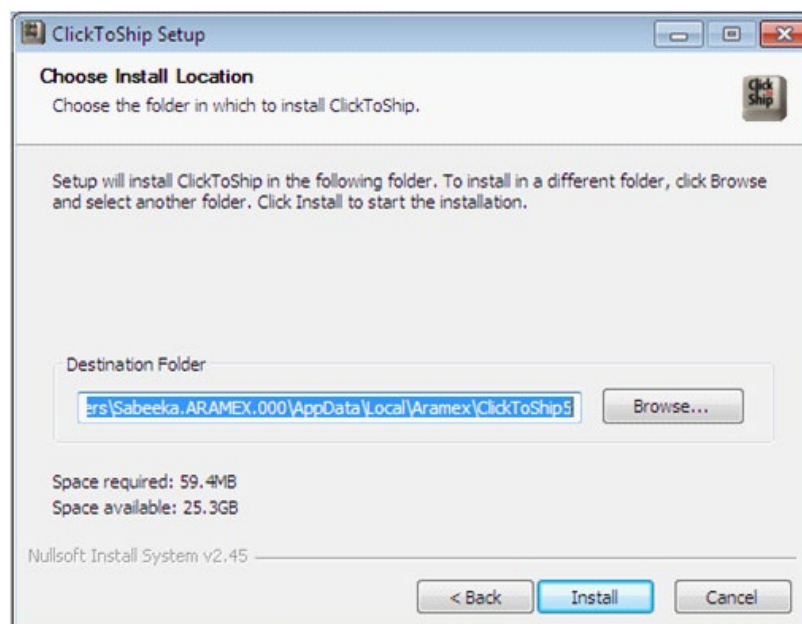 ClickToShip Setup
Choose Install Location
Choose the folder in which to install ClickToShip.
Click
Ship
Setup will install ClickToShip in the following folder. To install in a different folder, click Browse
and select another folder. Click Install to start the installation.
Destination Folder
ers\Sabeeka.ARAMEX.000\AppData\Local\Aramex\ClickToShip5
Browse...
Space required: 59.4MB
Space available: 25.3GB
Nullsoft Install System v2.45
< Back
Install
Cancel